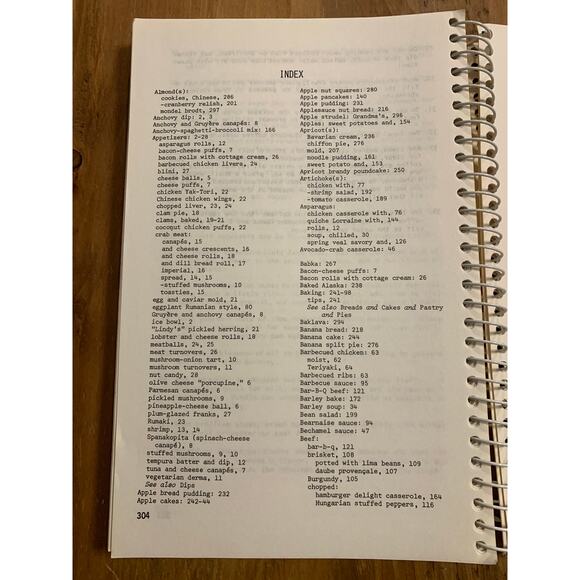 INDEX
Almond(s):
cookies, Chinese, 286
-cranberry relish, 201
mondel brodt, 297
Anchovy dip: 2, 3
Anchovy and Gruyère canapés: 8
Anchovy-spaghetti-broccoli mix: 166
Appetizers: 2-28
asparagus rolls, 12
bacon-cheese puffs, 7
bacon rolls with cottage cream, 26
barbecued chicken livers, 24
blini, 27
cheese balls, 5
cheese puffs, 7
chicken Yak-Tori, 22
Chinese chicken wings, 22
chopped liver, 23, 24
clam pie, 18
clams, baked, 19-21
coconut chicken puffs, 22
crab meat:
canapés, 15
and cheese crescents, 16
and cheese rolls, 18
and dill bread roll, 17
imperial, 16
spread, 14, 15
-stuffed mushrooms, 10
toasties, 15
egg and caviar mold, 21
eggplant Rumanian style, 80
Gruyère and anchovy canapés, 8
ice bowl, 2
"Lindy's" pickled herring, 21
lobster and cheese rolls, 18
meatballs, 24, 25
meat turnovers, 26
mushroom-onion tart, 10
mushroom turnovers, 11
nut candy, 28
olive cheese "porcupine," 6
Parmesan canapés, 6
pickled mushrooms, 9
pineapple-cheese ball, 6
plum-glazed franks, 27
Rumaki, 23
shrimp, 13, 14
Spanakopita (spinach-cheese
canapé), 8
stuffed mushrooms, 9, 10
tempura batter and dip, 12
tuna and cheese canapés, 7
vegetarian derma, 11
See also Dips
Apple bread pudding: 232
Apple cakes: 242-44
304
Apple nut squares: 280
Apple pancakes: 140
Apple pudding: 231
Applesauce nut bread: 216
Apple strudel: Grandma's, 296
Apples: sweet potatoes and, 154
Apricot(s):
Bavarian cream, 236
chiffon pie, 276
mold, 207
noodle pudding, 161
sweet potato and, 153
Apricot brandy poundcake: 250
Artichoke(s):
chicken with, 77
-shrimp salad, 192
-tomato casserole, 189
Asparagus:
chicken casserole with, 76
quiche Lorraine with, 144
rolls, 12
soup, chilled, 30
spring veal savory and, 126
Avocado-crab casserole: 46
Babka: 267
Bacon-cheese puffs: 7
Bacon rolls with cottage cream: 26
Baked Alaska: 238
Baking: 241-98
tips, 241
See also Breads and Cakes and Pastry
and Pies
Baklava: 294
Banana bread: 218
Banana cake: 244
Banana split pie: 276
Barbecued chicken: 63
moist, 62
Teriyaki, 64
Barbecued ribs: 63
Barbecue sauce: 95
Bar-B-Q beef: 121
Barley bake: 172
Barley soup: 34
Bean salad: 199
Bearnaise sauce: 94
Bechamel sauce: 47
Beef:
bar-b-q, 121
brisket, 108
potted with lima beans, 109
daube provençale, 107
Burgundy, 105
chopped:
hamburger delight casserole, 164
Hungarian stuffed peppers, 116